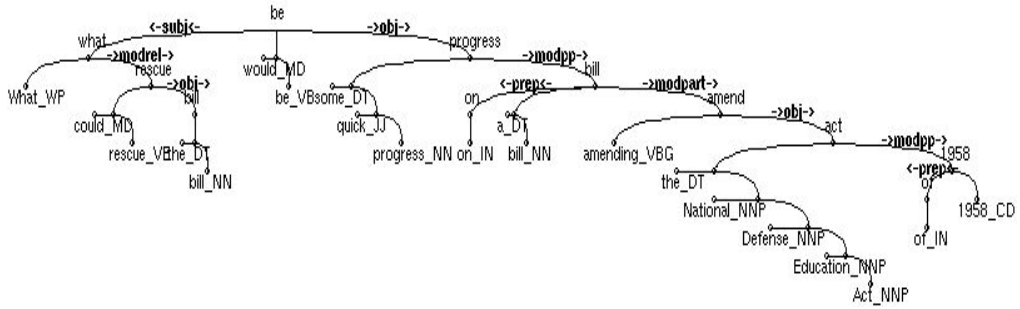 be
<-subj<- ->obj->
what progress
->modrel-> ->modpp->
rescue would_MD bill
What_WP ->obj-> be_VB some_DT <-prep<- ->modpart->
bill on amend
could_MD quick_JJ a_DT ->obj->
rescue_VB the_DT progress_NN on_IN bill_NN amending_VBG act
bill_NN ->modpp->
the_DT 1958
<-prep<-
of
National_NNP 1958_CD
Defense_NNP of_IN
Education_NNP
Act_NNP